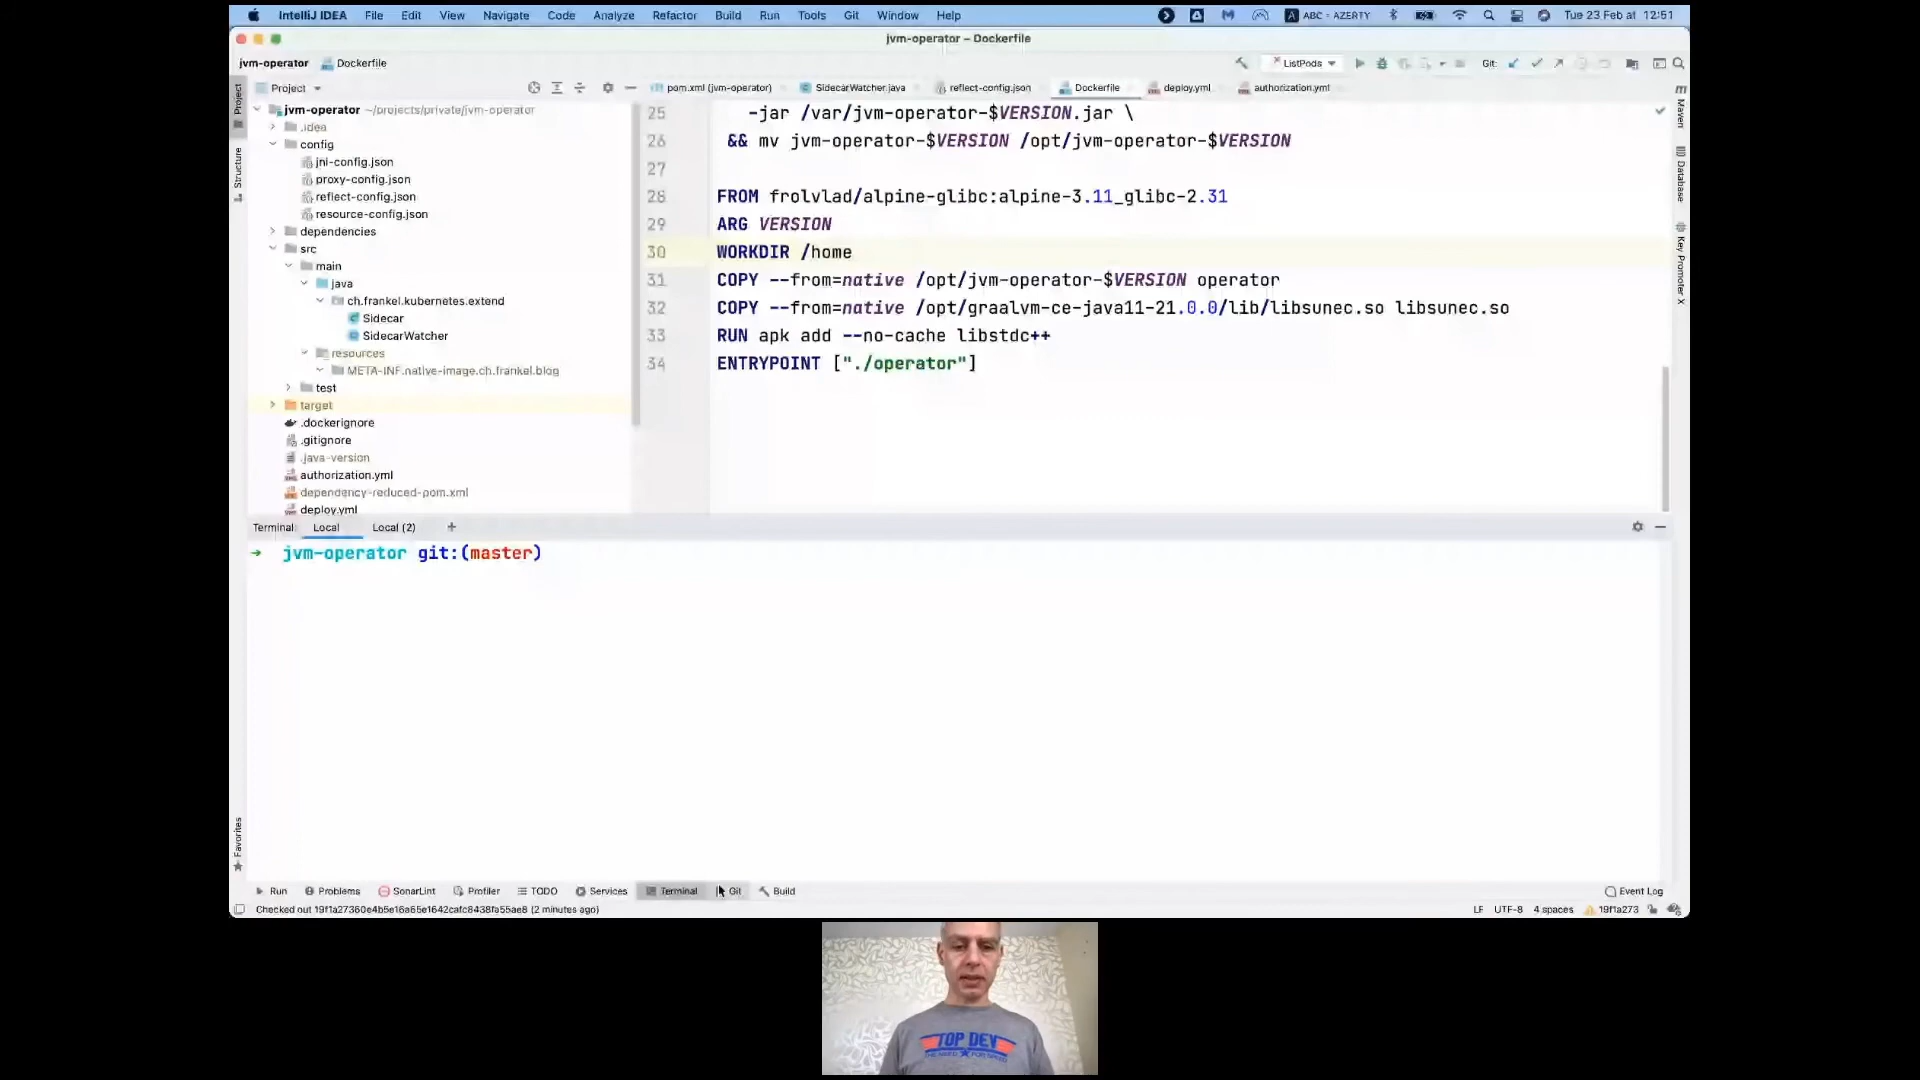 IntelliJ IDEA File Edit View Navigate Code Analyze Refactor Build Run Tools Git Window Help
ABC - AZERTY Tue 23 Feb at 12:51
jvm-operator – Dockerfile
jvm-operator Dockerfile
ListPods Git:
Project
pom.xml (jvm-operator) SidecarWatcher.java reflect-config.json Dockerfile deploy.yml authorization.yml
jvm-operator ~/projects/private/jvm-operator
.idea
config
jni-config.json
proxy-config.json
reflect-config.json
resource-config.json
dependencies
src
main
java
ch.frankel.kubernetes.extend
Sidecar
SidecarWatcher
resources
META-INF.native-image.ch.frankel.blog
test
target
.dockerignore
.gitignore
.java-version
authorization.yml
dependency-reduced-pom.xml
deploy.yml
25 -jar /var/jvm-operator-$VERSION.jar \
26 && mv jvm-operator-$VERSION /opt/jvm-operator-$VERSION
27
28 FROM frolvlad/alpine-glibc:alpine-3.11_glibc-2.31
29 ARG VERSION
30 WORKDIR /home
31 COPY --from=native /opt/jvm-operator-$VERSION operator
32 COPY --from=native /opt/graalvm-ce-java11-21.0.0/lib/libsunec.so libsunec.so
33 RUN apk add --no-cache libstdc++
34 ENTRYPOINT ["./operator"]
Project
Structure
Favorites
Maven
Database
Key Promoter X
Terminal: Local Local (2) +
→ jvm-operator git:(master)
Run Problems SonarLint Profiler TODO Services Terminal Git Build Event Log
Checked out 19f1a27360e4b5e16a65e1642cafc8438fa55ae8 (2 minutes ago)
LF UTF-8 4 spaces 19f1a273
TOP DEV